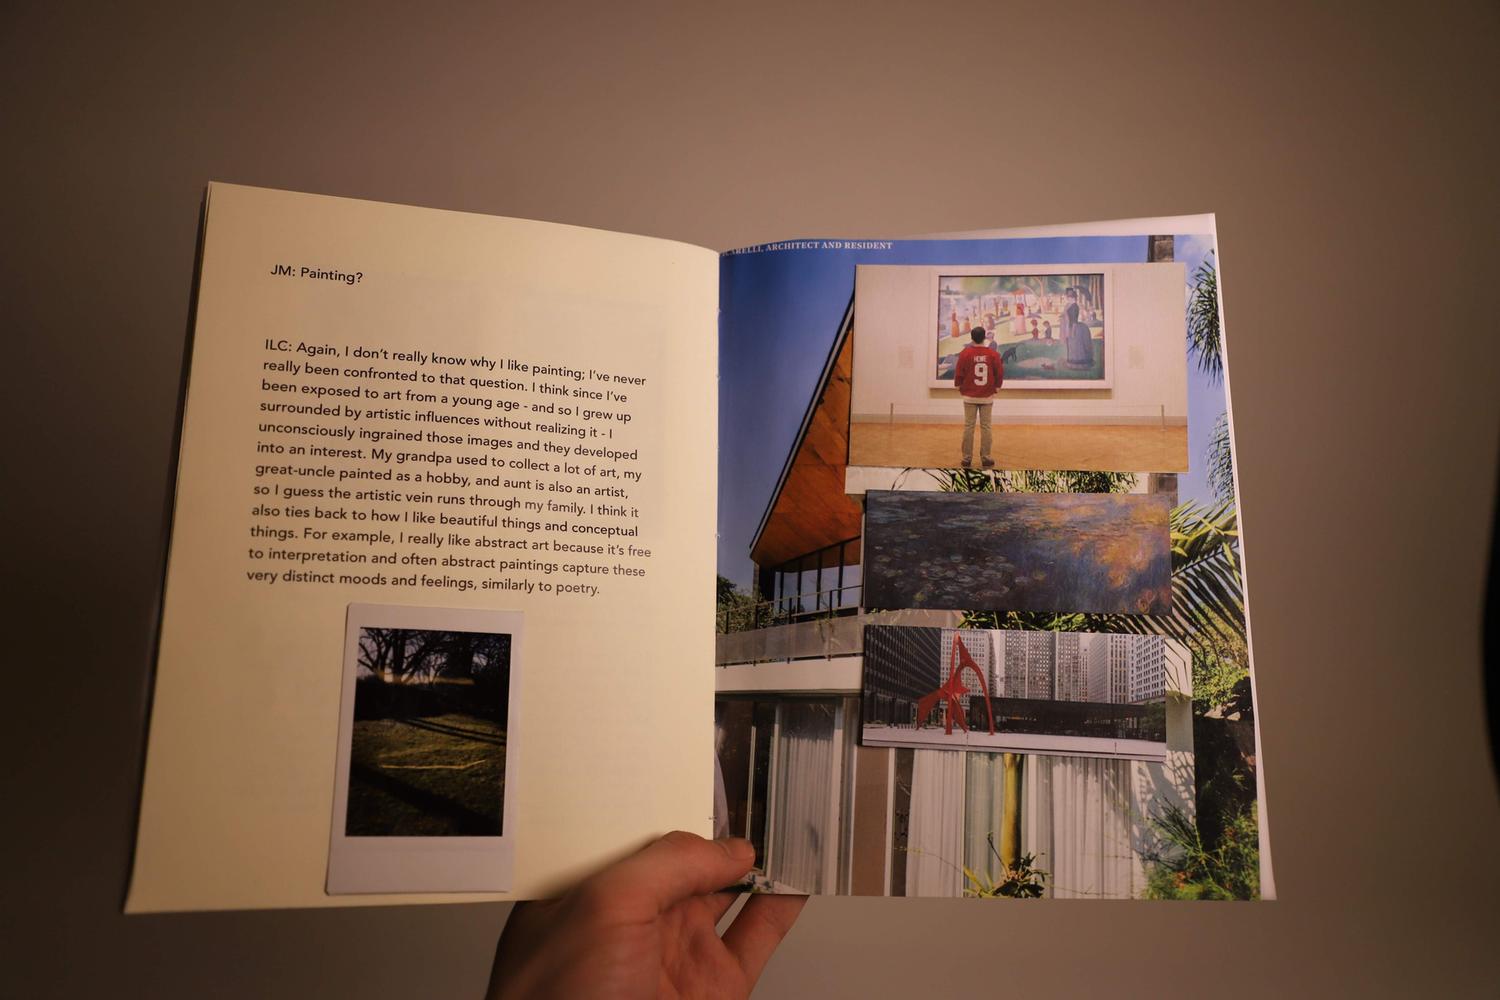 JM: Painting?
ILC: Again, I don't really know why I like painting; I've never
really been confronted to that question. I think since I've
been exposed to art from a young age - and so I grew up
surrounded by artistic influences without realizing it - I
unconsciously ingrained those images and they developed
into an interest. My grandpa used to collect a lot of art, my
great-uncle painted as a hobby, and aunt is also an artist,
so I guess the artistic vein runs through my family. I think it
also ties back to how I like beautiful things and conceptual
things. For example, I really like abstract art because it's free
to interpretation and often abstract paintings capture these
very distinct moods and feelings, similarly to poetry.
ARCHITECT AND RESIDENT
HOWE
9